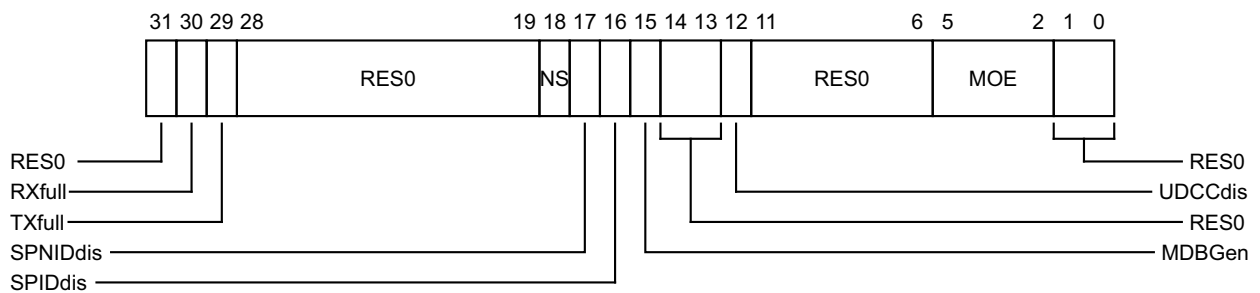 31 30 29 28 19 18 17 16 15 14 13 12 11 6 5 2 1 0
RES0 NS RES0 MOE
RES0 RES0
RXfull UDCCdis
TXfull RES0
SPNIDdis MDBGen
SPIDdis